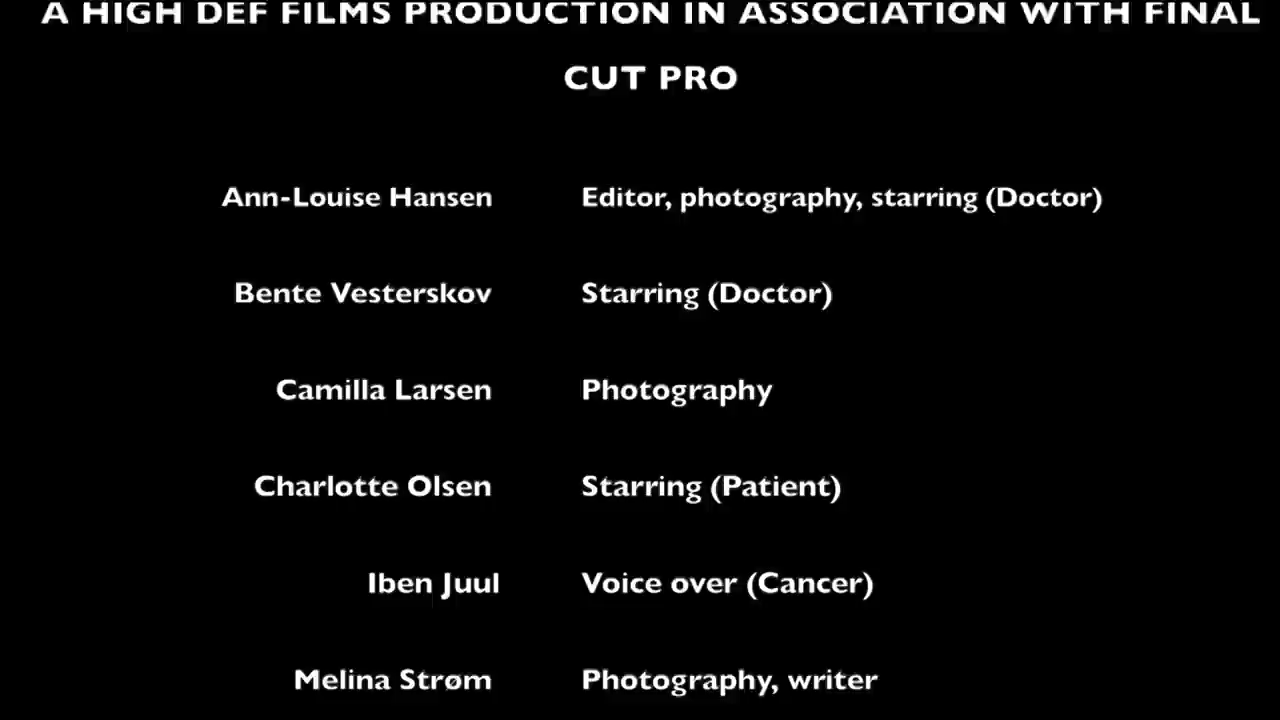 A HIGH DEF FILMS PRODUCTION IN ASSOCIATION WITH FINAL
CUT PRO
Ann-Louise Hansen Editor, photography, starring (Doctor)
Bente Vesterskov Starring (Doctor)
Camilla Larsen Photography
Charlotte Olsen Starring (Patient)
Iben Juul Voice over (Cancer)
Melina Strøm Photography, writer